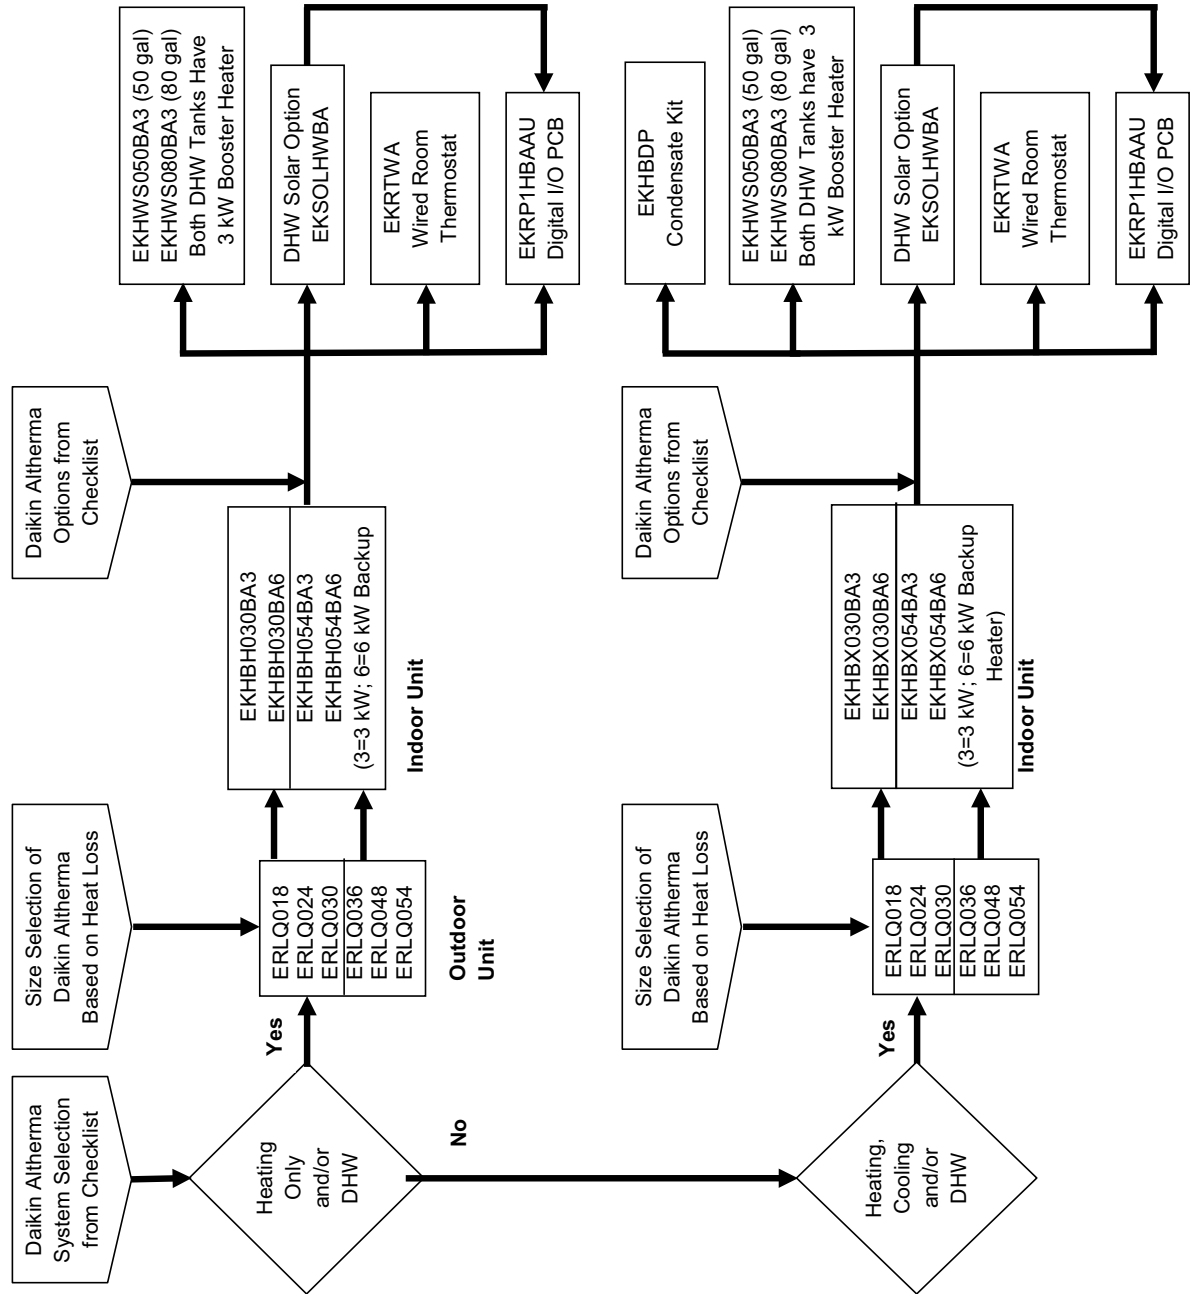 Daikin Altherma
System Selection
from Checklist
Size Selection of
Daikin Altherma
Based on Heat Loss
Daikin Altherma
Options from
Checklist
Heating
Only
and/or
DHW
Yes
No
ERLQ018
ERLQ024
ERLQ030
ERLQ036
ERLQ048
ERLQ054
Outdoor
Unit
EKHBH030BA3
EKHBH030BA6
EKHBH054BA3
EKHBH054BA6
(3=3 kW; 6=6 kW Backup
Indoor Unit
EKHWS050BA3 (50 gal)
EKHWS080BA3 (80 gal)
Both DHW Tanks Have
3 kW Booster Heater
DHW Solar Option
EKSOLHWBA
EKRTWA
Wired Room
Thermostat
EKRP1HBAAU
Digital I/O PCB
Size Selection of
Daikin Altherma
Based on Heat Loss
Daikin Altherma
Options from
Checklist
Heating,
Cooling
and/or
DHW
Yes
ERLQ018
ERLQ024
ERLQ030
ERLQ036
ERLQ048
ERLQ054
EKHBX030BA3
EKHBX030BA6
EKHBX054BA3
EKHBX054BA6
(3=3 kW; 6=6 kW Backup
Heater)
Indoor Unit
EKHBDP
Condensate Kit
EKHWS050BA3 (50 gal)
EKHWS080BA3 (80 gal)
Both DHW Tanks have 3
kW Booster Heater
DHW Solar Option
EKSOLHWBA
EKRTWA
Wired Room
Thermostat
EKRP1HBAAU
Digital I/O PCB